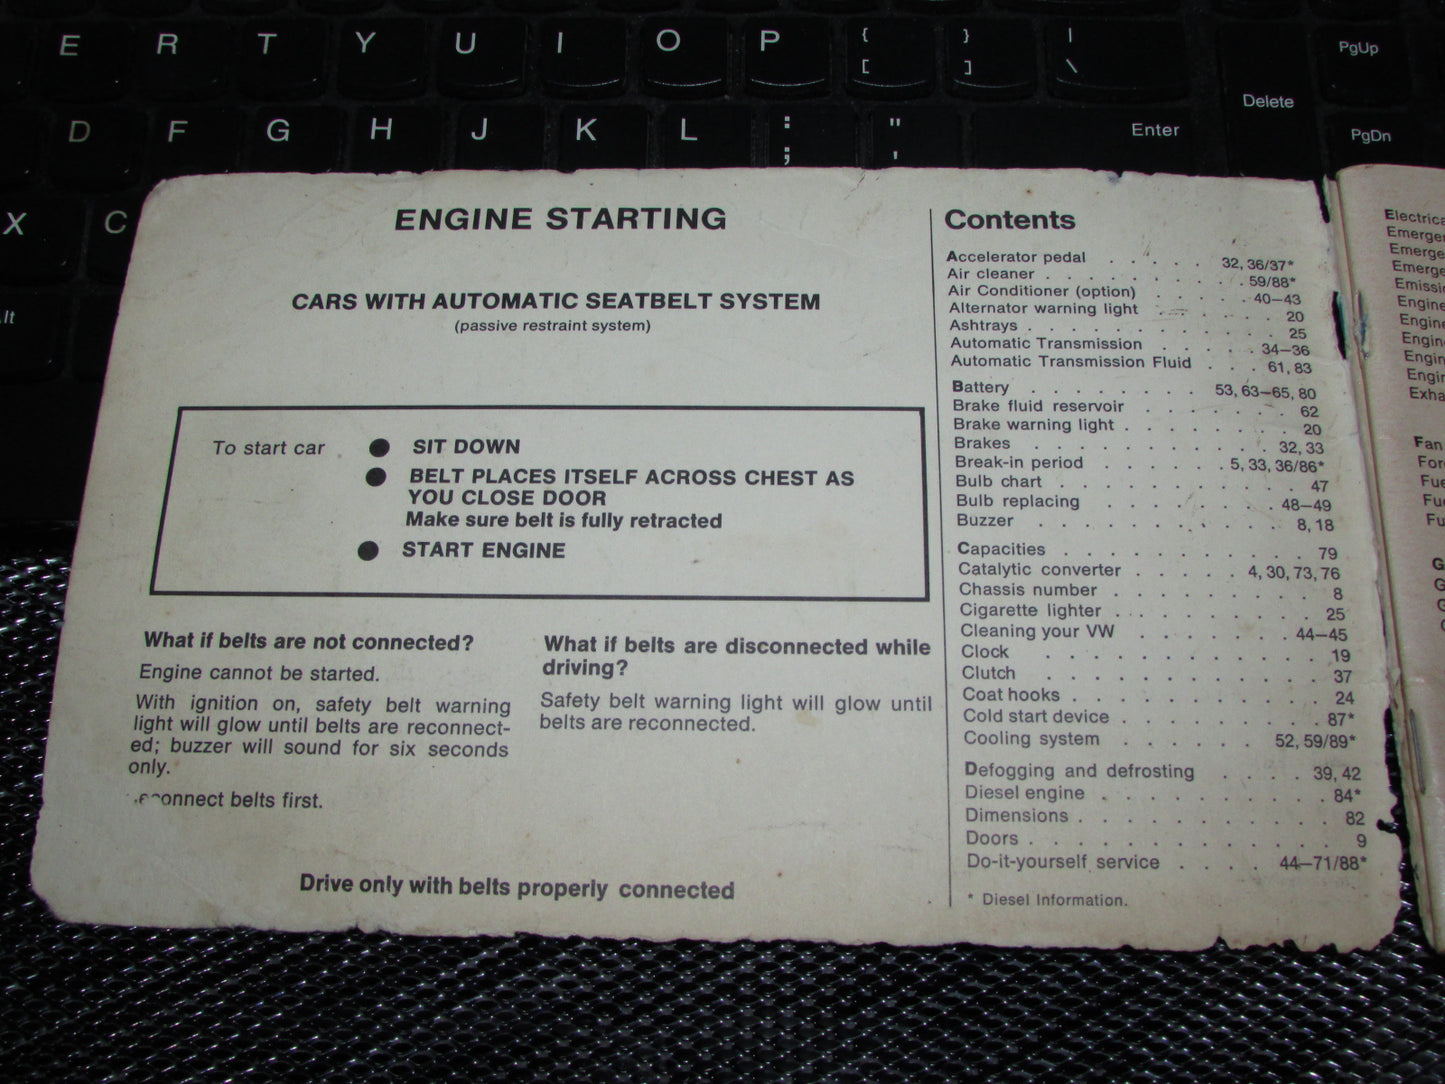 E R T Y U I O P { [ } ] | \ PgUp
Delete
D F G H J K L : ; " ' Enter PgDn
X C
ENGINE STARTING
CARS WITH AUTOMATIC SEATBELT SYSTEM
(passive restraint system)
To start car
● SIT DOWN
● BELT PLACES ITSELF ACROSS CHEST AS
YOU CLOSE DOOR
Make sure belt is fully retracted
● START ENGINE
What if belts are not connected?
Engine cannot be started.
With ignition on, safety belt warning
light will glow until belts are reconnect-
ed; buzzer will sound for six seconds
only.
connect belts first.
What if belts are disconnected while
driving?
Safety belt warning light will glow until
belts are reconnected.
Drive only with belts properly connected
Contents
Accelerator pedal . . . . . 32, 36/37*
Air cleaner . . . . . . . . 59/88*
Air Conditioner (option) . . . . 40–43
Alternator warning light . . . . . 20
Ashtrays . . . . . . . . . . . 25
Automatic Transmission . . . . . 34–36
Automatic Transmission Fluid . . . 61, 83
Battery . . . . . . . 53, 63–65, 80
Brake fluid reservoir . . . . . . 62
Brake warning light . . . . . . . 20
Brakes . . . . . . . . . . 32, 33
Break-in period . . . . . 5, 33, 36/86*
Bulb chart . . . . . . . . . . 47
Bulb replacing . . . . . . . 48–49
Buzzer . . . . . . . . . . 8, 18
Capacities . . . . . . . . . . 79
Catalytic converter . . . . . 4, 30, 73, 76
Chassis number . . . . . . . . 8
Cigarette lighter . . . . . . . . 25
Cleaning your VW . . . . . . 44–45
Clock . . . . . . . . . . . 19
Clutch . . . . . . . . . . . 37
Coat hooks . . . . . . . . . . 24
Cold start device . . . . . . . . 87*
Cooling system . . . . . . 52, 59/89*
Defogging and defrosting . . . . 39, 42
Diesel engine . . . . . . . . . 84*
Dimensions . . . . . . . . . . 82
Doors . . . . . . . . . . . . 9
Do-it-yourself service . . . . 44–71/88*
* Diesel Information.
Fan